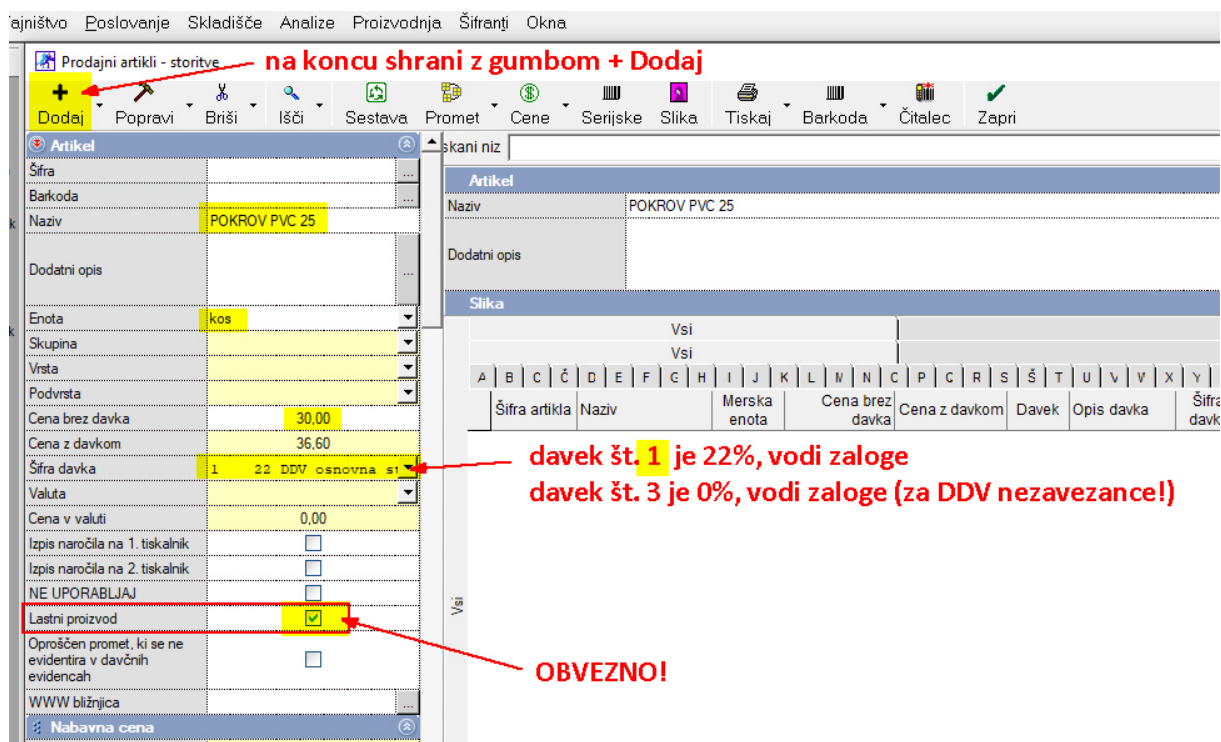 ajništvo Poslovanje Skladišče Analize Proizvodnja Šifranti Okna
Prodajni artikli - storitve
na koncu shrani z gumbom + Dodaj
Dodaj Popravi Briši Išči Sestava Promet Cene Serijske Slika Tiskaj Barkoda Čitalec Zapri
Artikel
skani niz
Šifra ...
Artikel
Barkoda ...
Naziv POKROV PVC 25
Naziv POKROV PVC 25
Dodatni opis ...
Dodatni opis
Slika
Enota kos
Vsi
Skupina
Vsi
Vrsta
A B C Č D E F G H I J K L M N O P R S Š T U V X Y
Podvrsta
Šifra artikla Naziv Merska enota Cena brez davka Cena z davkom Davek Opis davka Šifra davk
Cena brez davka 30,00
Cena z davkom 36,60
davek št. 1 je 22%, vodi zaloge
Šifra davka 1 22 DDV osnovna st
davek št. 3 je 0%, vodi zaloge (za DDV nezavezance!)
Valuta
Cena v valuti 0,00
Izpis naročila na 1. tiskalnik
Izpis naročila na 2. tiskalnik
NE UPORABLJAJ
Vsi
Lastni proizvod
Oproščen promet, ki se ne
evidentira v davčnih
evidencah
OBVEZNO!
WWW bližnjica ...
Nabavna cena